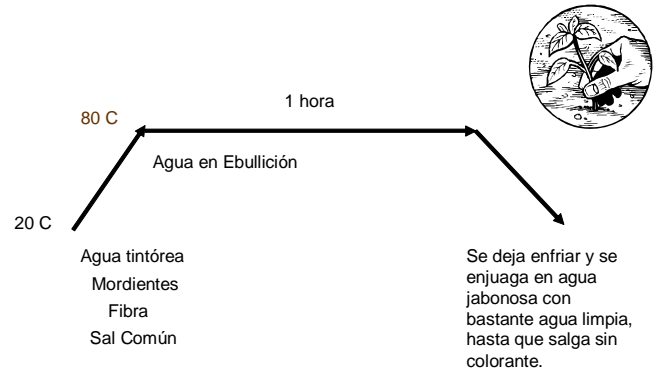 1 hora
80 C
Agua en Ebullición
20 C
Agua tintórea
Mordientes
Fibra
Sal Común
Se deja enfriar y se
enjuaga en agua
jabonosa con
bastante agua limpia,
hasta que salga sin
colorante.